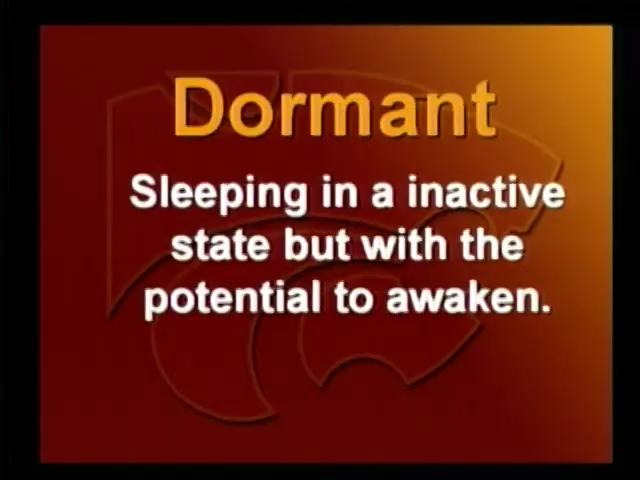 Dormant
Sleeping in a inactive
state but with the
potential to awaken.